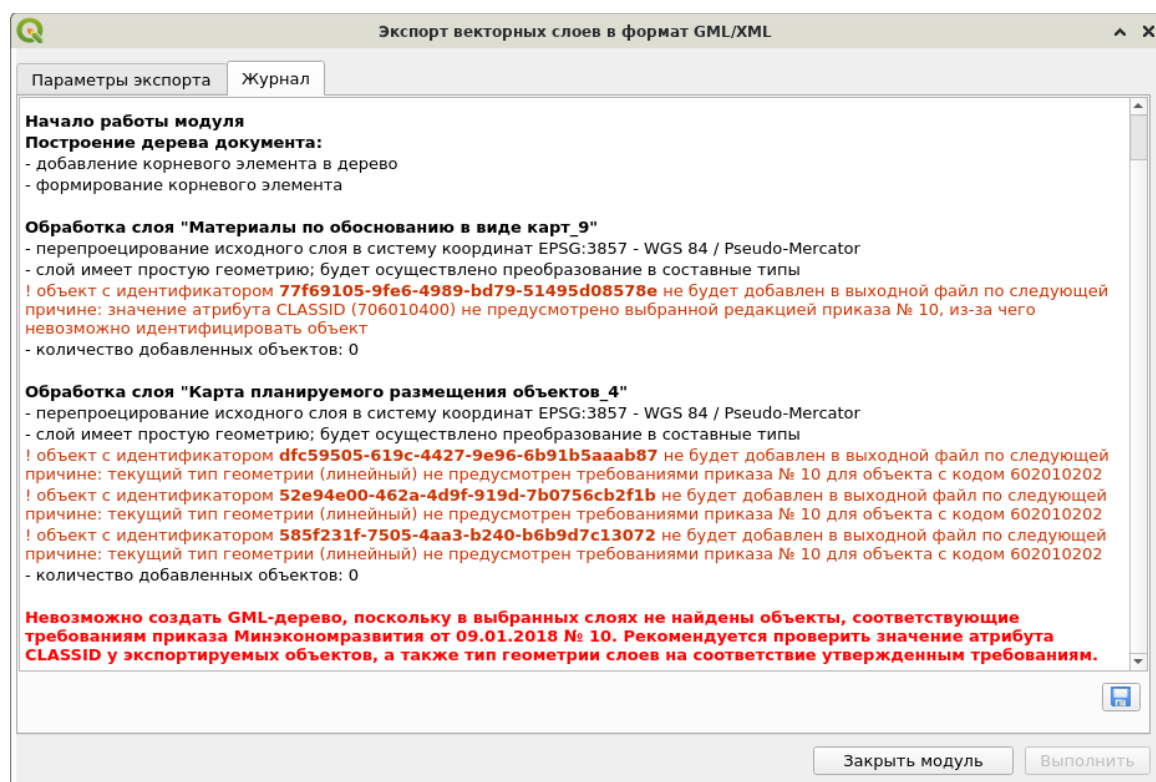 Экспорт векторных слоев в формат GML/XML
Параметры экспорта
Журнал
Начало работы модуля
Построение дерева документа:
- добавление корневого элемента в дерево
- формирование корневого элемента
Обработка слоя "Материалы по обоснованию в виде карт_9"
- перепроецирование исходного слоя в систему координат EPSG:3857 - WGS 84 / Pseudo-Mercator
- слой имеет простую геометрию; будет осуществлено преобразование в составные типы
! объект с идентификатором 77f69105-9fe6-4989-bd79-51495d08578e не будет добавлен в выходной файл по следующей
причине: значение атрибута CLASSID (706010400) не предусмотрено выбранной редакцией приказа № 10, из-за чего
невозможно идентифицировать объект
- количество добавленных объектов: 0
Обработка слоя "Карта планируемого размещения объектов_4"
- перепроецирование исходного слоя в систему координат EPSG:3857 - WGS 84 / Pseudo-Mercator
- слой имеет простую геометрию; будет осуществлено преобразование в составные типы
! объект с идентификатором dfc59505-619c-4427-9e96-6b91b5aaab87 не будет добавлен в выходной файл по следующей
причине: текущий тип геометрии (линейный) не предусмотрен требованиями приказа № 10 для объекта с кодом 602010202
! объект с идентификатором 52e94e00-462a-4d9f-919d-7b0756cb2f1b не будет добавлен в выходной файл по следующей
причине: текущий тип геометрии (линейный) не предусмотрен требованиями приказа № 10 для объекта с кодом 602010202
! объект с идентификатором 585f231f-7505-4aa3-b240-b6b9d7c13072 не будет добавлен в выходной файл по следующей
причине: текущий тип геометрии (линейный) не предусмотрен требованиями приказа № 10 для объекта с кодом 602010202
- количество добавленных объектов: 0
Невозможно создать GML-дерево, поскольку в выбранных слоях не найдены объекты, соответствующие
требованиям приказа Минэкономразвития от 09.01.2018 № 10. Рекомендуется проверить значение атрибута
CLASSID у экспортируемых объектов, а также тип геометрии слоев на соответствие утвержденным требованиям.
Закрыть модуль
Выполнить